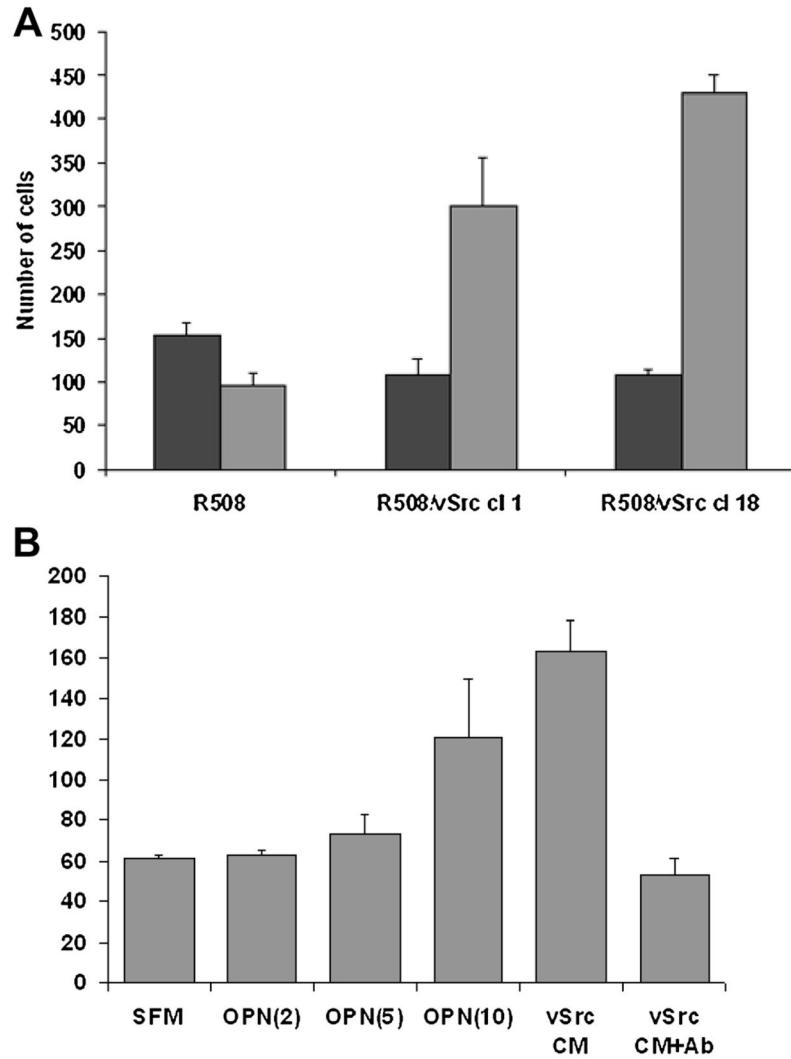 A
500
450
400
350
300
250
200
150
100
50
0
Number of cells
R508
R508/vSrc cl 1
R508/vSrc cl 18
B
200
180
160
140
120
100
80
60
40
20
0
SFM
OPN(2)
OPN(5)
OPN(10)
vSrc
CM
vSrc
CM+Ab